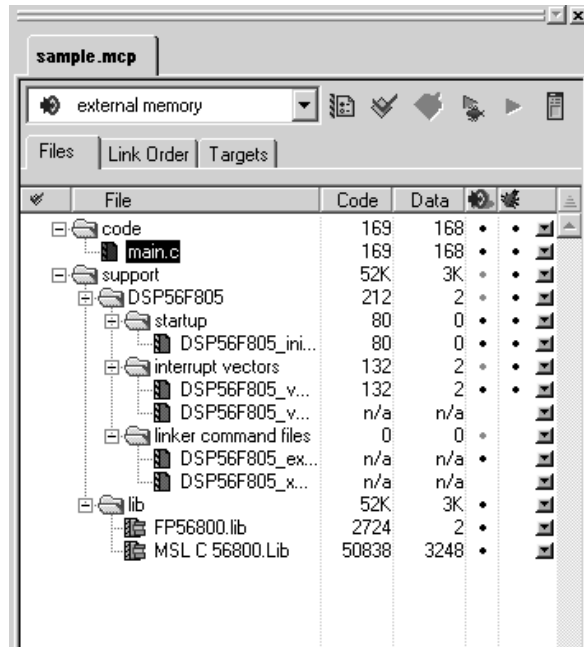 sample.mcp
external memory
Files Link Order Targets
File Code Data
code 169 168
main.c 169 168
support 52K 3K
DSP56F805 212 2
startup 80 0
DSP56F805_ini... 80 0
interrupt vectors 132 2
DSP56F805_v... 132 2
DSP56F805_v... n/a n/a
linker command files 0 0
DSP56F805_ex... n/a n/a
DSP56F805_x... n/a n/a
lib 52K 3K
FP56800.lib 2724 2
MSL C 56800.Lib 50838 3248